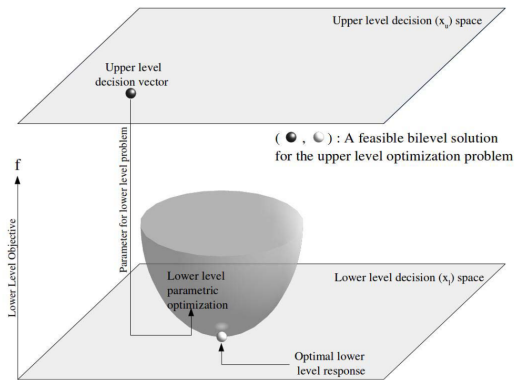 Upper level decision (x_u) space
Upper level
decision vector
( , ) : A feasible bilevel solution
for the upper level optimization problem
f
Lower Level Objective
Parameter for lower level problem
Lower level
parametric
optimization
Lower level decision (x_l) space
Optimal lower
level response